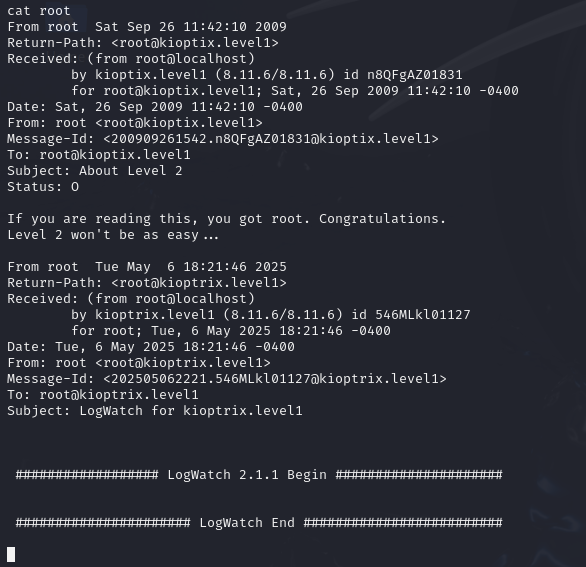 cat root
From root  Sat Sep 26 11:42:10 2009
Return-Path: <root@kioptix.level1>
Received: (from root@localhost)
        by kioptix.level1 (8.11.6/8.11.6) id n8QFgAZ01831
        for root@kioptix.level1; Sat, 26 Sep 2009 11:42:10 -0400
Date: Sat, 26 Sep 2009 11:42:10 -0400
From: root <root@kioptix.level1>
Message-Id: <200909261542.n8QFgAZ01831@kioptix.level1>
To: root@kioptix.level1
Subject: About Level 2
Status: O

If you are reading this, you got root. Congratulations.
Level 2 won't be as easy...

From root  Tue May  6 18:21:46 2025
Return-Path: <root@kioptrix.level1>
Received: (from root@localhost)
        by kioptrix.level1 (8.11.6/8.11.6) id 546MLkl01127
        for root; Tue, 6 May 2025 18:21:46 -0400
Date: Tue, 6 May 2025 18:21:46 -0400
From: root <root@kioptrix.level1>
Message-Id: <202505062221.546MLkl01127@kioptrix.level1>
To: root@kioptrix.level1
Subject: LogWatch for kioptrix.level1

 ################## LogWatch 2.1.1 Begin #####################

 ###################### LogWatch End #########################